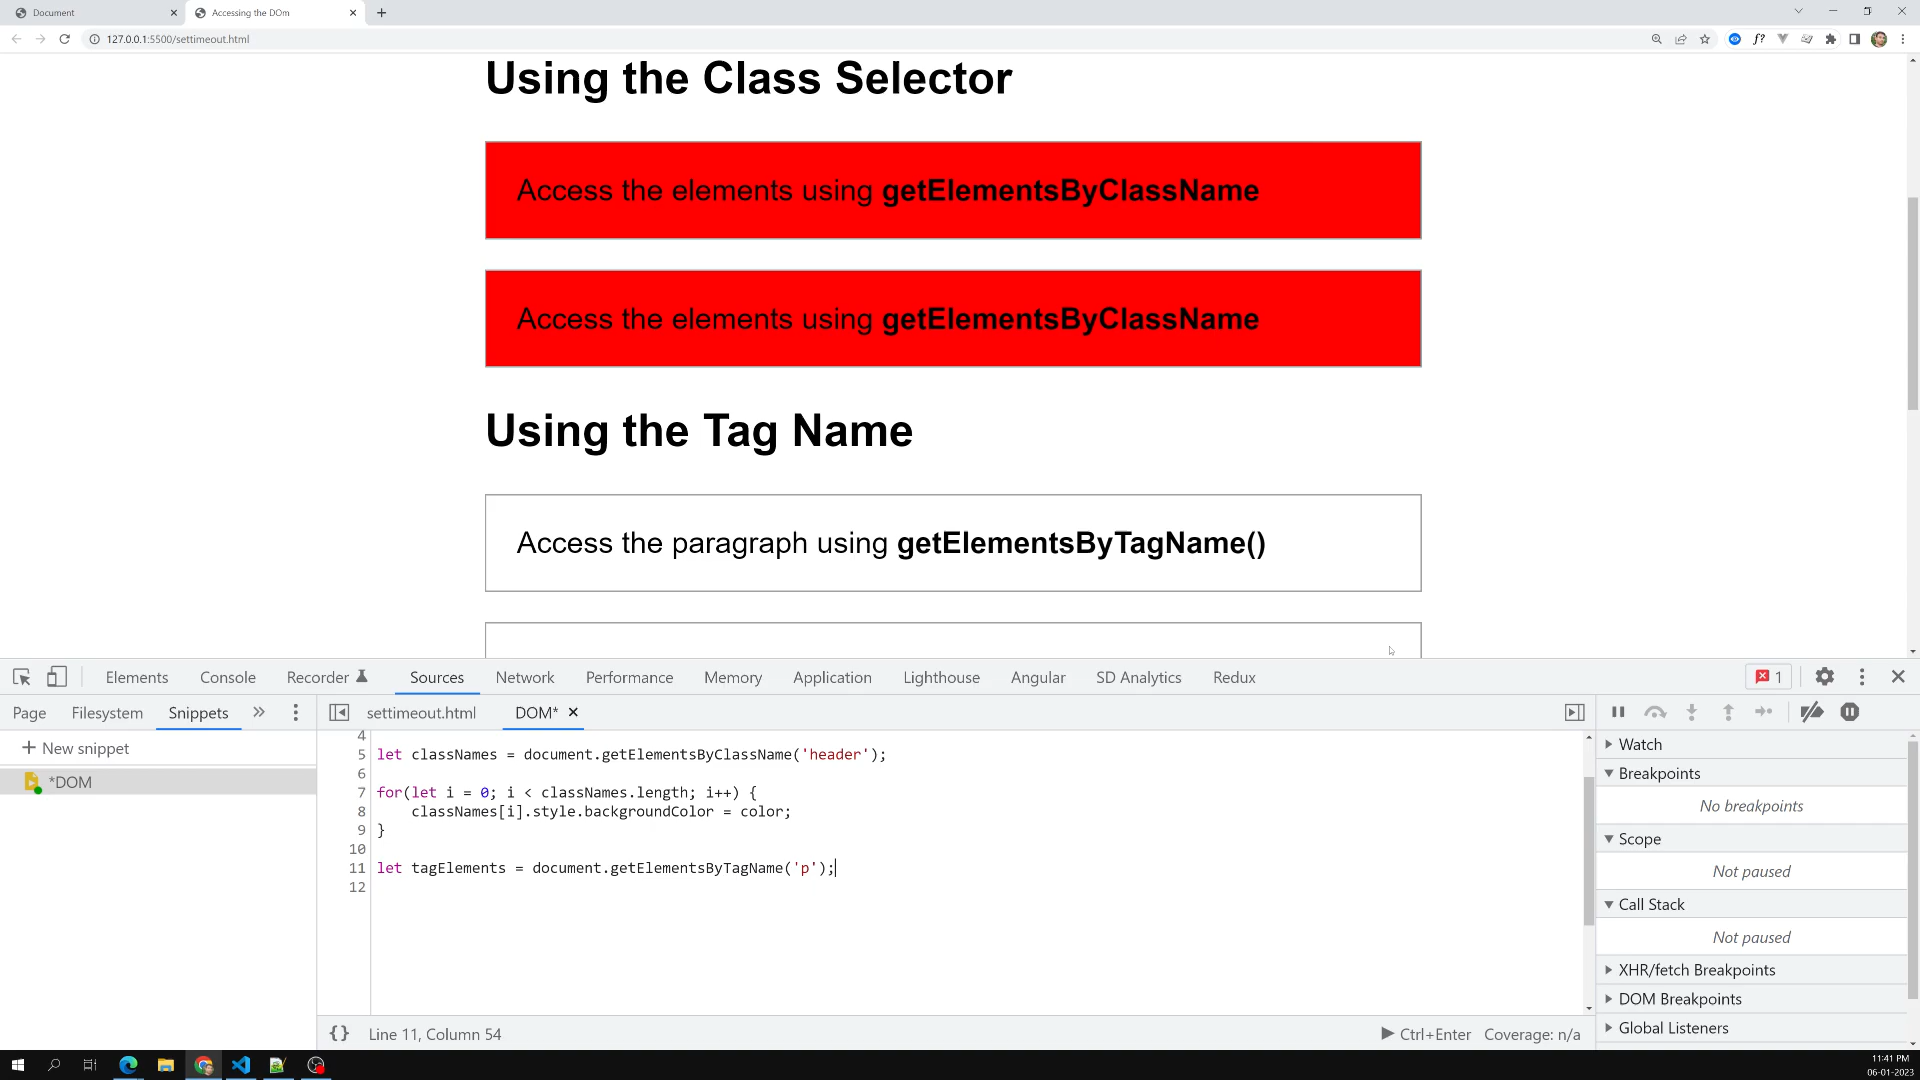 Document
Accessing the DOm
127.0.0.1:5500/settimeout.html
f?
Using the Class Selector
Access the elements using getElementsByClassName
Access the elements using getElementsByClassName
Using the Tag Name
Access the paragraph using getElementsByTagName()
Elements Console Recorder Sources Network Performance Memory Application Lighthouse Angular SD Analytics Redux 1
Page Filesystem Snippets » settimeout.html DOM*
New snippet
*DOM
4
5 let classNames = document.getElementsByClassName('header');
6
7 for(let i = 0; i < classNames.length; i++) {
8 classNames[i].style.backgroundColor = color;
9 }
10
11 let tagElements = document.getElementsByTagName('p');
12
Watch
Breakpoints
No breakpoints
Scope
Not paused
Call Stack
Not paused
XHR/fetch Breakpoints
DOM Breakpoints
Global Listeners
{} Line 11, Column 54
Ctrl+Enter Coverage: n/a
11:41 PM
06-01-2023